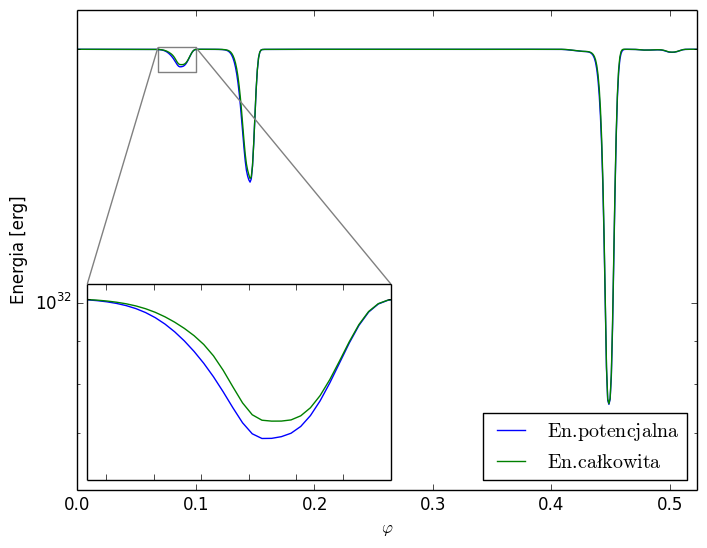 Energia [erg]
10^32
En.potencjalna
En.całkowita
0.0 0.1 0.2 0.3 0.4 0.5
φ